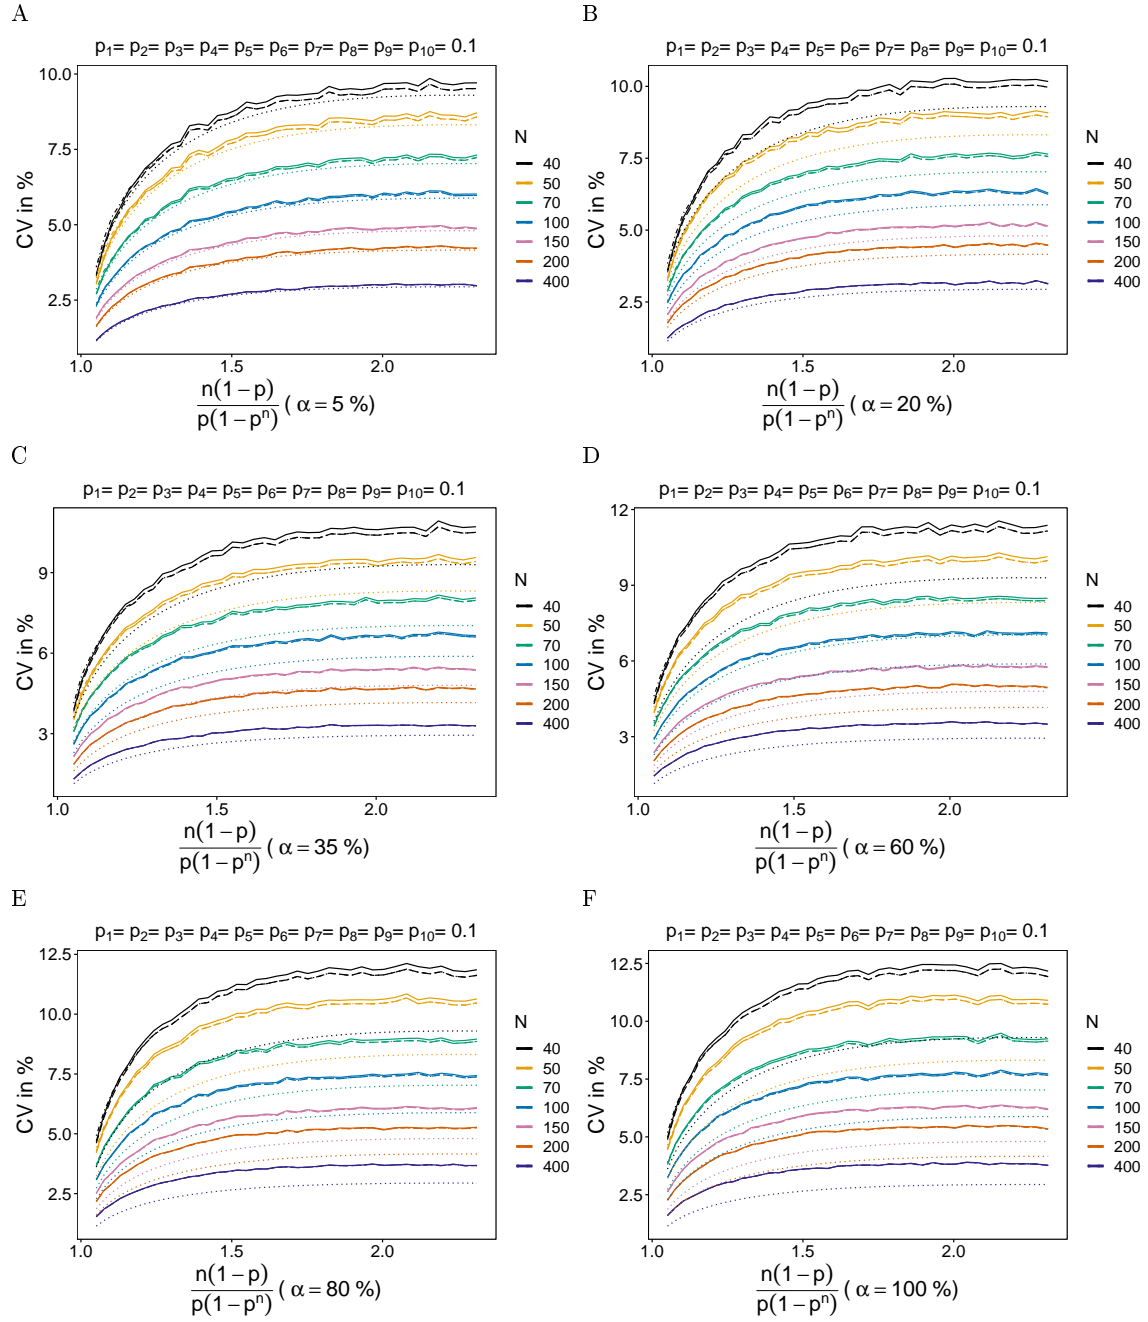 A
p₁= p₂= p₃= p₄= p₅= p₆= p₇= p₈= p₉= p₁₀= 0.1
10.0
7.5
5.0
2.5
CV in %
1.0 1.5 2.0
n(1−p)
p(1−pⁿ) ( α = 5 %)
N
40
50
70
100
150
200
400
B
p₁= p₂= p₃= p₄= p₅= p₆= p₇= p₈= p₉= p₁₀= 0.1
10.0
7.5
5.0
2.5
CV in %
1.0 1.5 2.0
n(1−p)
p(1−pⁿ) ( α = 20 %)
N
40
50
70
100
150
200
400
C
p₁= p₂= p₃= p₄= p₅= p₆= p₇= p₈= p₉= p₁₀= 0.1
9
6
3
CV in %
1.0 1.5 2.0
n(1−p)
p(1−pⁿ) ( α = 35 %)
N
40
50
70
100
150
200
400
D
p₁= p₂= p₃= p₄= p₅= p₆= p₇= p₈= p₉= p₁₀= 0.1
12
9
6
3
CV in %
1.0 1.5 2.0
n(1−p)
p(1−pⁿ) ( α = 60 %)
N
40
50
70
100
150
200
400
E
p₁= p₂= p₃= p₄= p₅= p₆= p₇= p₈= p₉= p₁₀= 0.1
12.5
10.0
7.5
5.0
2.5
CV in %
1.0 1.5 2.0
n(1−p)
p(1−pⁿ) ( α = 80 %)
N
40
50
70
100
150
200
400
F
p₁= p₂= p₃= p₄= p₅= p₆= p₇= p₈= p₉= p₁₀= 0.1
12.5
10.0
7.5
5.0
2.5
CV in %
1.0 1.5 2.0
n(1−p)
p(1−pⁿ) ( α = 100 %)
N
40
50
70
100
150
200
400